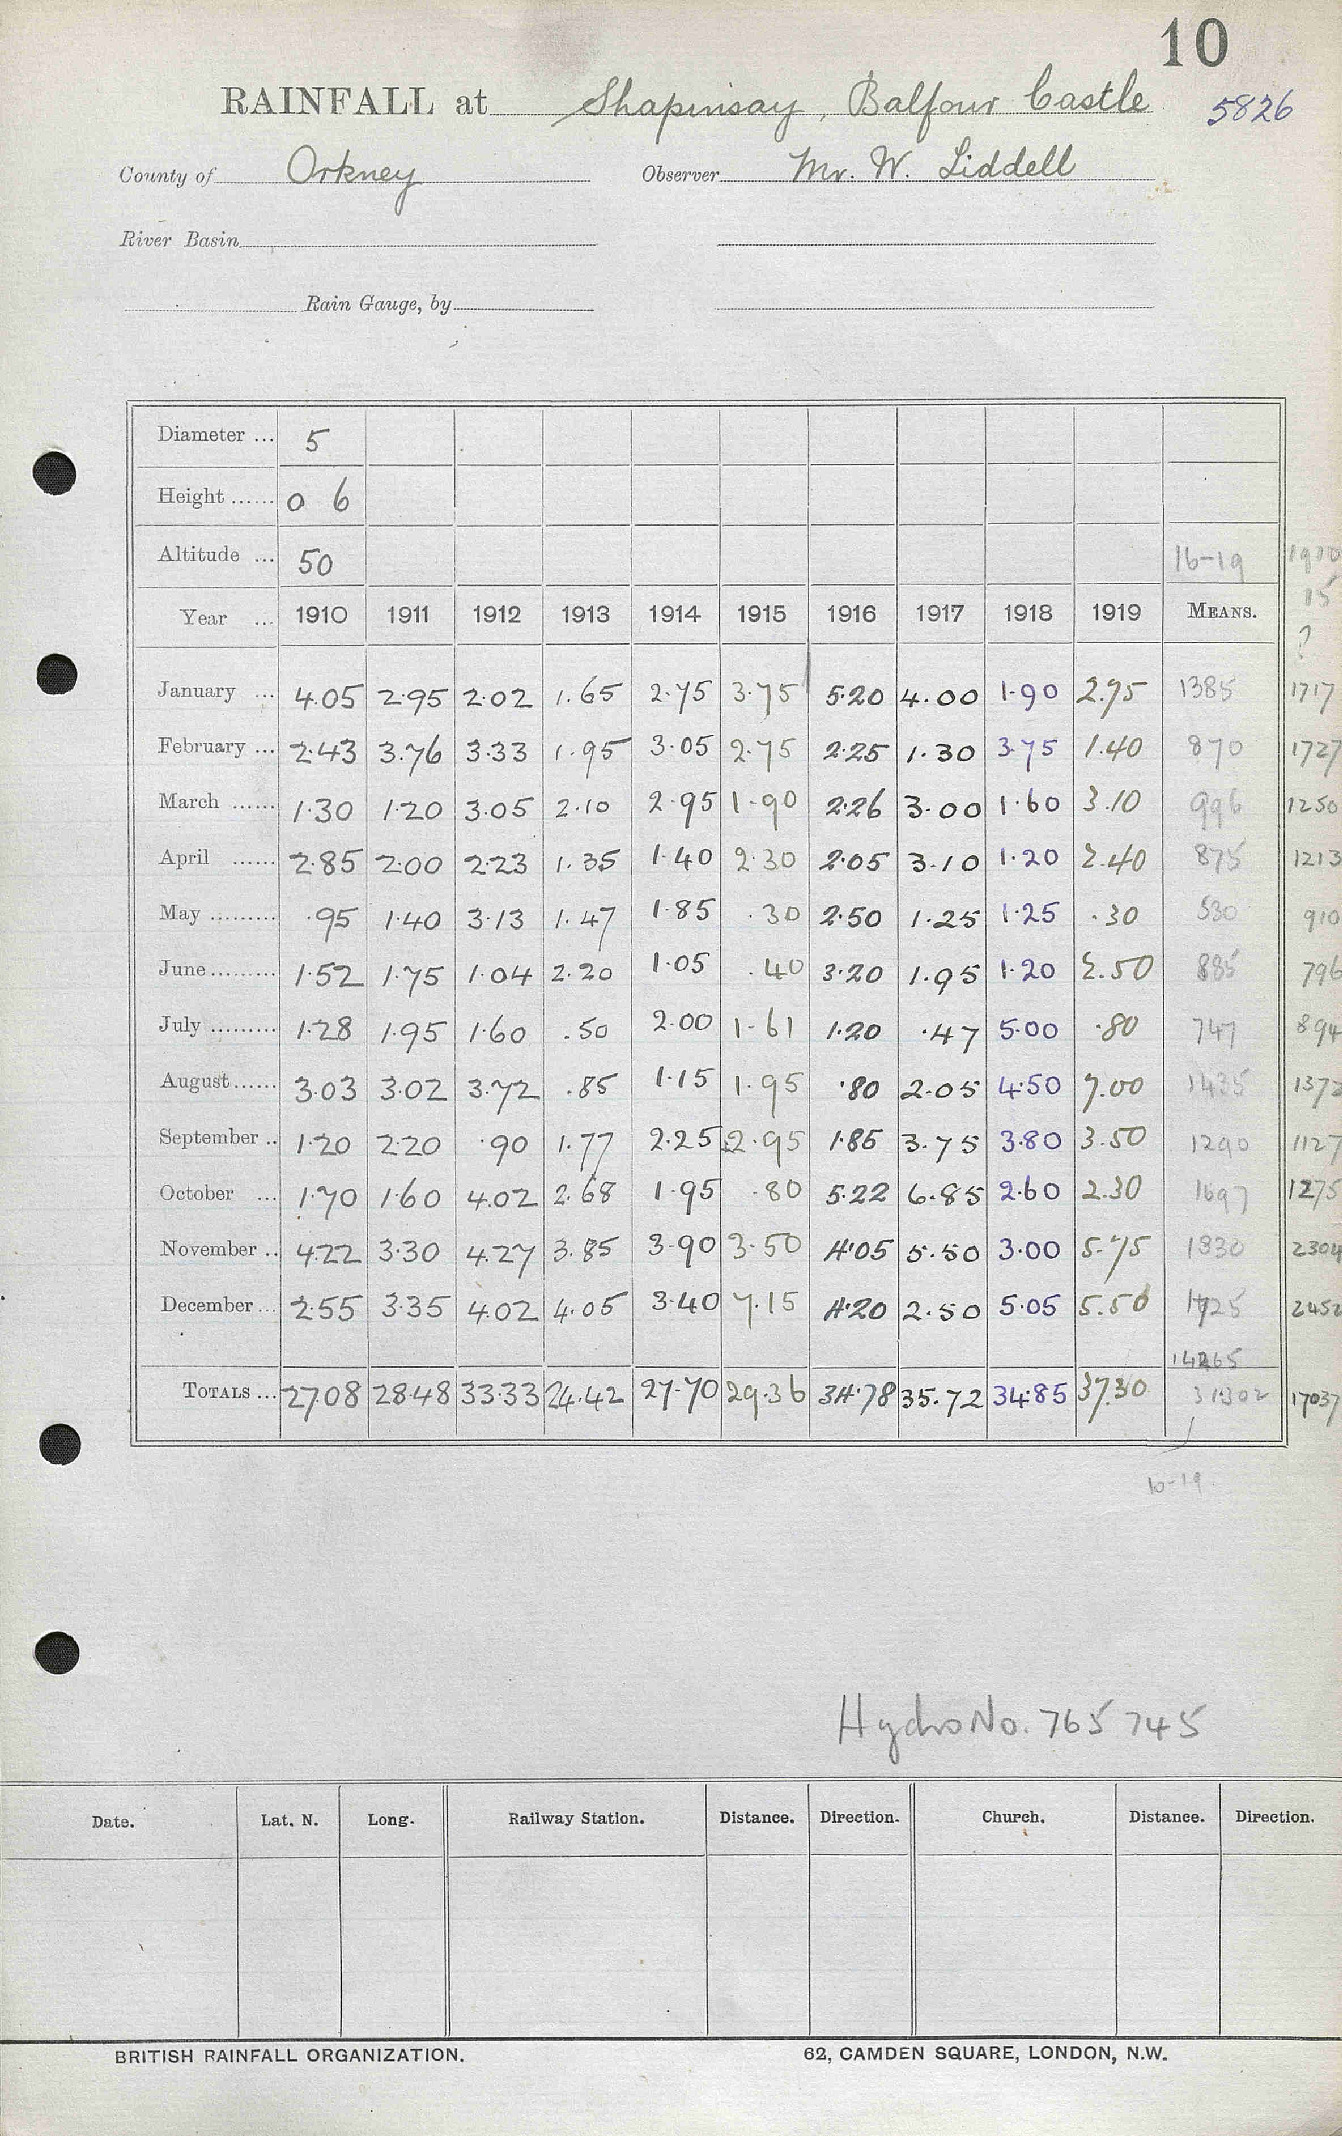 10
RAINFALL at Shapinsay, Balfour Castle 5826
County of Orkney Observer Mr. W. Liddell
River Basin
Rain Gauge, by
Diameter ... 5
Height ...... 0 6
Altitude ... 50 16-19 1910
15
Year ... 1910 1911 1912 1913 1914 1915 1916 1917 1918 1919 MEANS.
?
January ... 4.05 2.95 2.02 1.65 2.75 3.75 5.20 4.00 1.90 2.95 1385 1717
February ... 2.43 3.76 3.33 1.95 3.05 2.75 2.25 1.30 3.75 1.40 870 1727
March ...... 1.30 1.20 3.05 2.10 2.95 1.90 2.26 3.00 1.60 3.10 996 1250
April ...... 2.85 2.00 2.23 1.35 1.40 2.30 2.05 3.10 1.20 2.40 875 1213
May ......... .95 1.40 3.13 1.47 1.85 .30 2.50 1.25 1.25 .30 530 910
June ......... 1.52 1.75 1.04 2.20 1.05 .40 3.20 1.95 1.20 2.50 885 796
July ......... 1.28 1.95 1.60 .50 2.00 1.61 1.20 .47 5.00 .80 747 894
August ...... 3.03 3.02 3.72 .85 1.15 1.95 .80 2.05 4.50 7.00 1435 1372
September .. 1.20 2.20 .90 1.77 2.25 2.95 1.85 3.75 3.80 3.50 1290 1127
October ... 1.70 1.60 4.02 2.68 1.95 .80 5.22 6.85 2.60 2.30 1697 1275
November .. 4.22 3.30 4.27 3.85 3.90 3.50 4.05 5.50 3.00 5.75 1830 2304
December ... 2.55 3.35 4.02 4.05 3.40 7.15 4.20 2.50 5.05 5.50 1725 2452
14265
TOTALS ... 27.08 28.48 33.33 24.42 27.70 29.36 34.78 35.72 34.85 37.30 31302 17037
10-19
Hydro No. 765745
Date. Lat. N. Long. Railway Station. Distance. Direction. Church. Distance. Direction.
BRITISH RAINFALL ORGANIZATION. 62, CAMDEN SQUARE, LONDON, N.W.